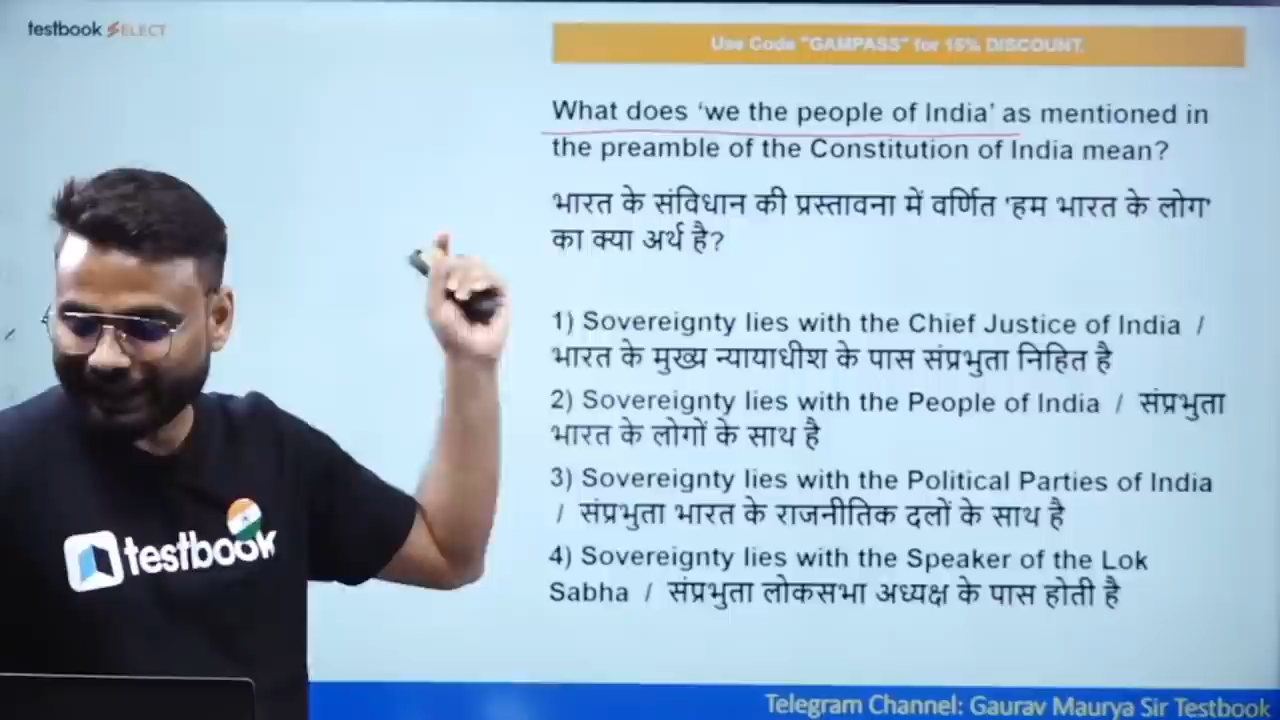 testbook SELECT
Use Code "GAMPASS" for 15% DISCOUNT.
What does ‘we the people of India’ as mentioned in
the preamble of the Constitution of India mean?
भारत के संविधान की प्रस्तावना में वर्णित 'हम भारत के लोग'
का क्या अर्थ है?
1) Sovereignty lies with the Chief Justice of India /
भारत के मुख्य न्यायाधीश के पास संप्रभुता निहित है
2) Sovereignty lies with the People of India / संप्रभुता
भारत के लोगों के साथ है
3) Sovereignty lies with the Political Parties of India
/ संप्रभुता भारत के राजनीतिक दलों के साथ है
4) Sovereignty lies with the Speaker of the Lok
Sabha / संप्रभुता लोकसभा अध्यक्ष के पास होती है
testbook
Telegram Channel: Gaurav Maurya Sir Testbook